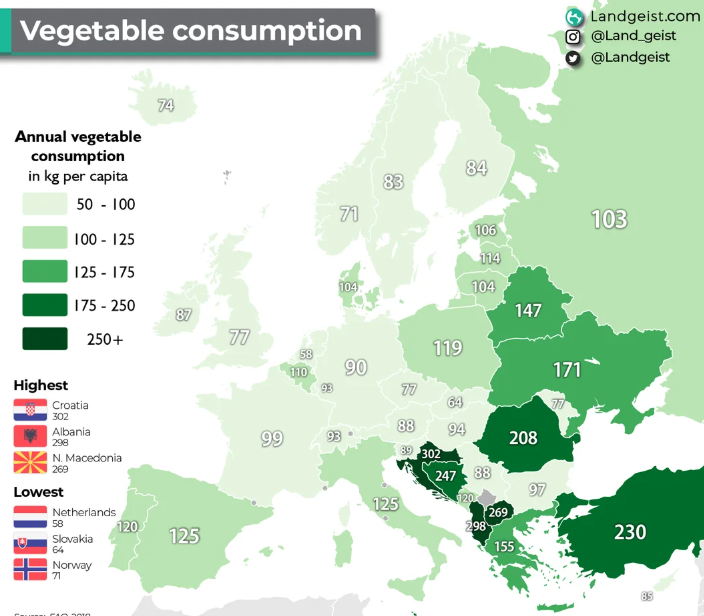 Vegetable consumption
Landgeist.com
@Land_geist
@Landgeist
Annual vegetable
consumption
in kg per capita
50 - 100
100 - 125
125 - 175
175 - 250
250+
Highest
Croatia
302
Albania
298
N. Macedonia
269
Lowest
Netherlands
58
Slovakia
64
Norway
71
74
83
84
71
103
106
114
104
104
87
77
147
58
90
119
110
93
171
77
64
77
99
93
88
94
89
302
208
247
88
120
97
269
298
125
120
125
155
230
85